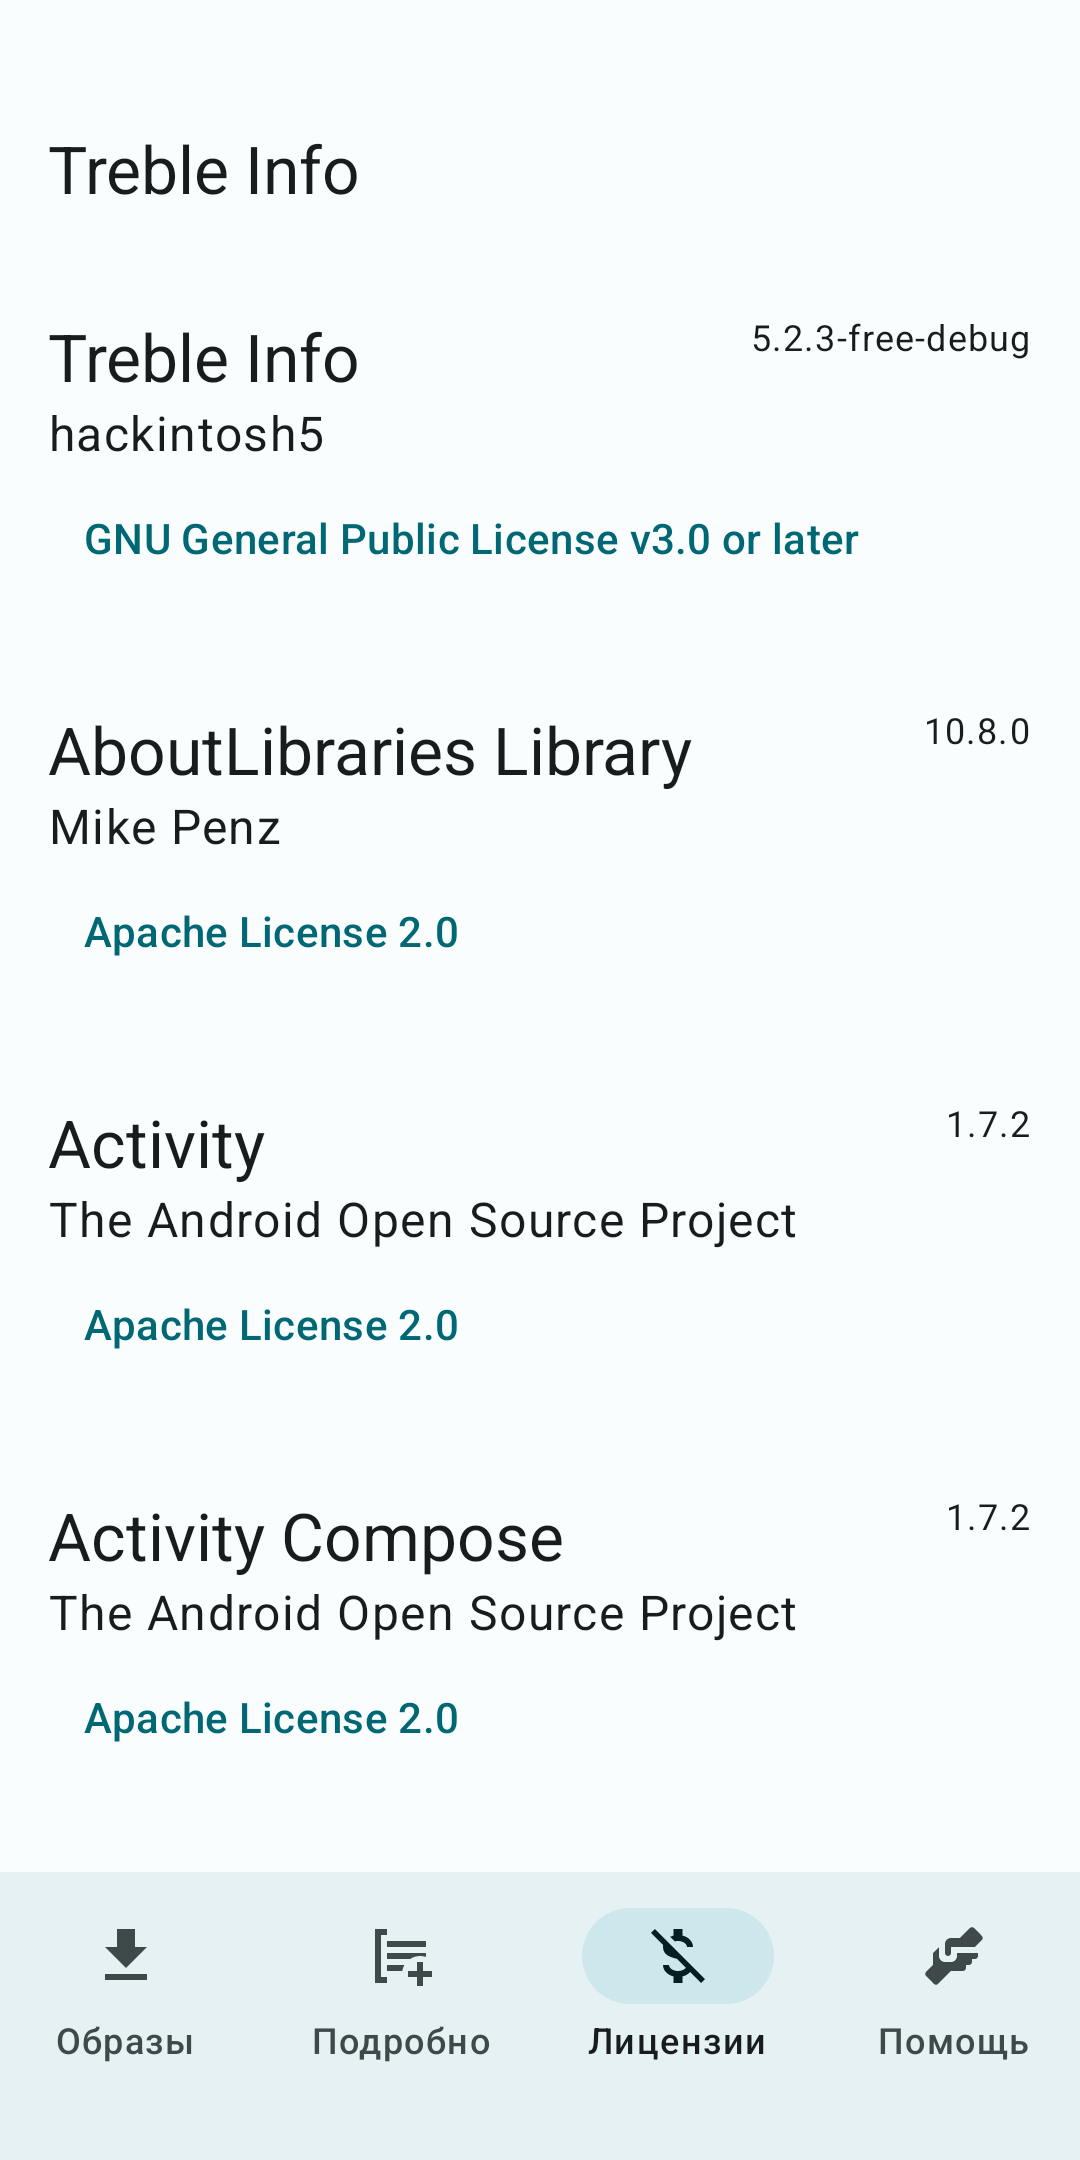 Treble Info
Treble Info
5.2.3-free-debug
hackintosh5
GNU General Public License v3.0 or later
AboutLibraries Library
10.8.0
Mike Penz
Apache License 2.0
Activity
1.7.2
The Android Open Source Project
Apache License 2.0
Activity Compose
1.7.2
The Android Open Source Project
Apache License 2.0
Образы
Подробно
Лицензии
Помощь